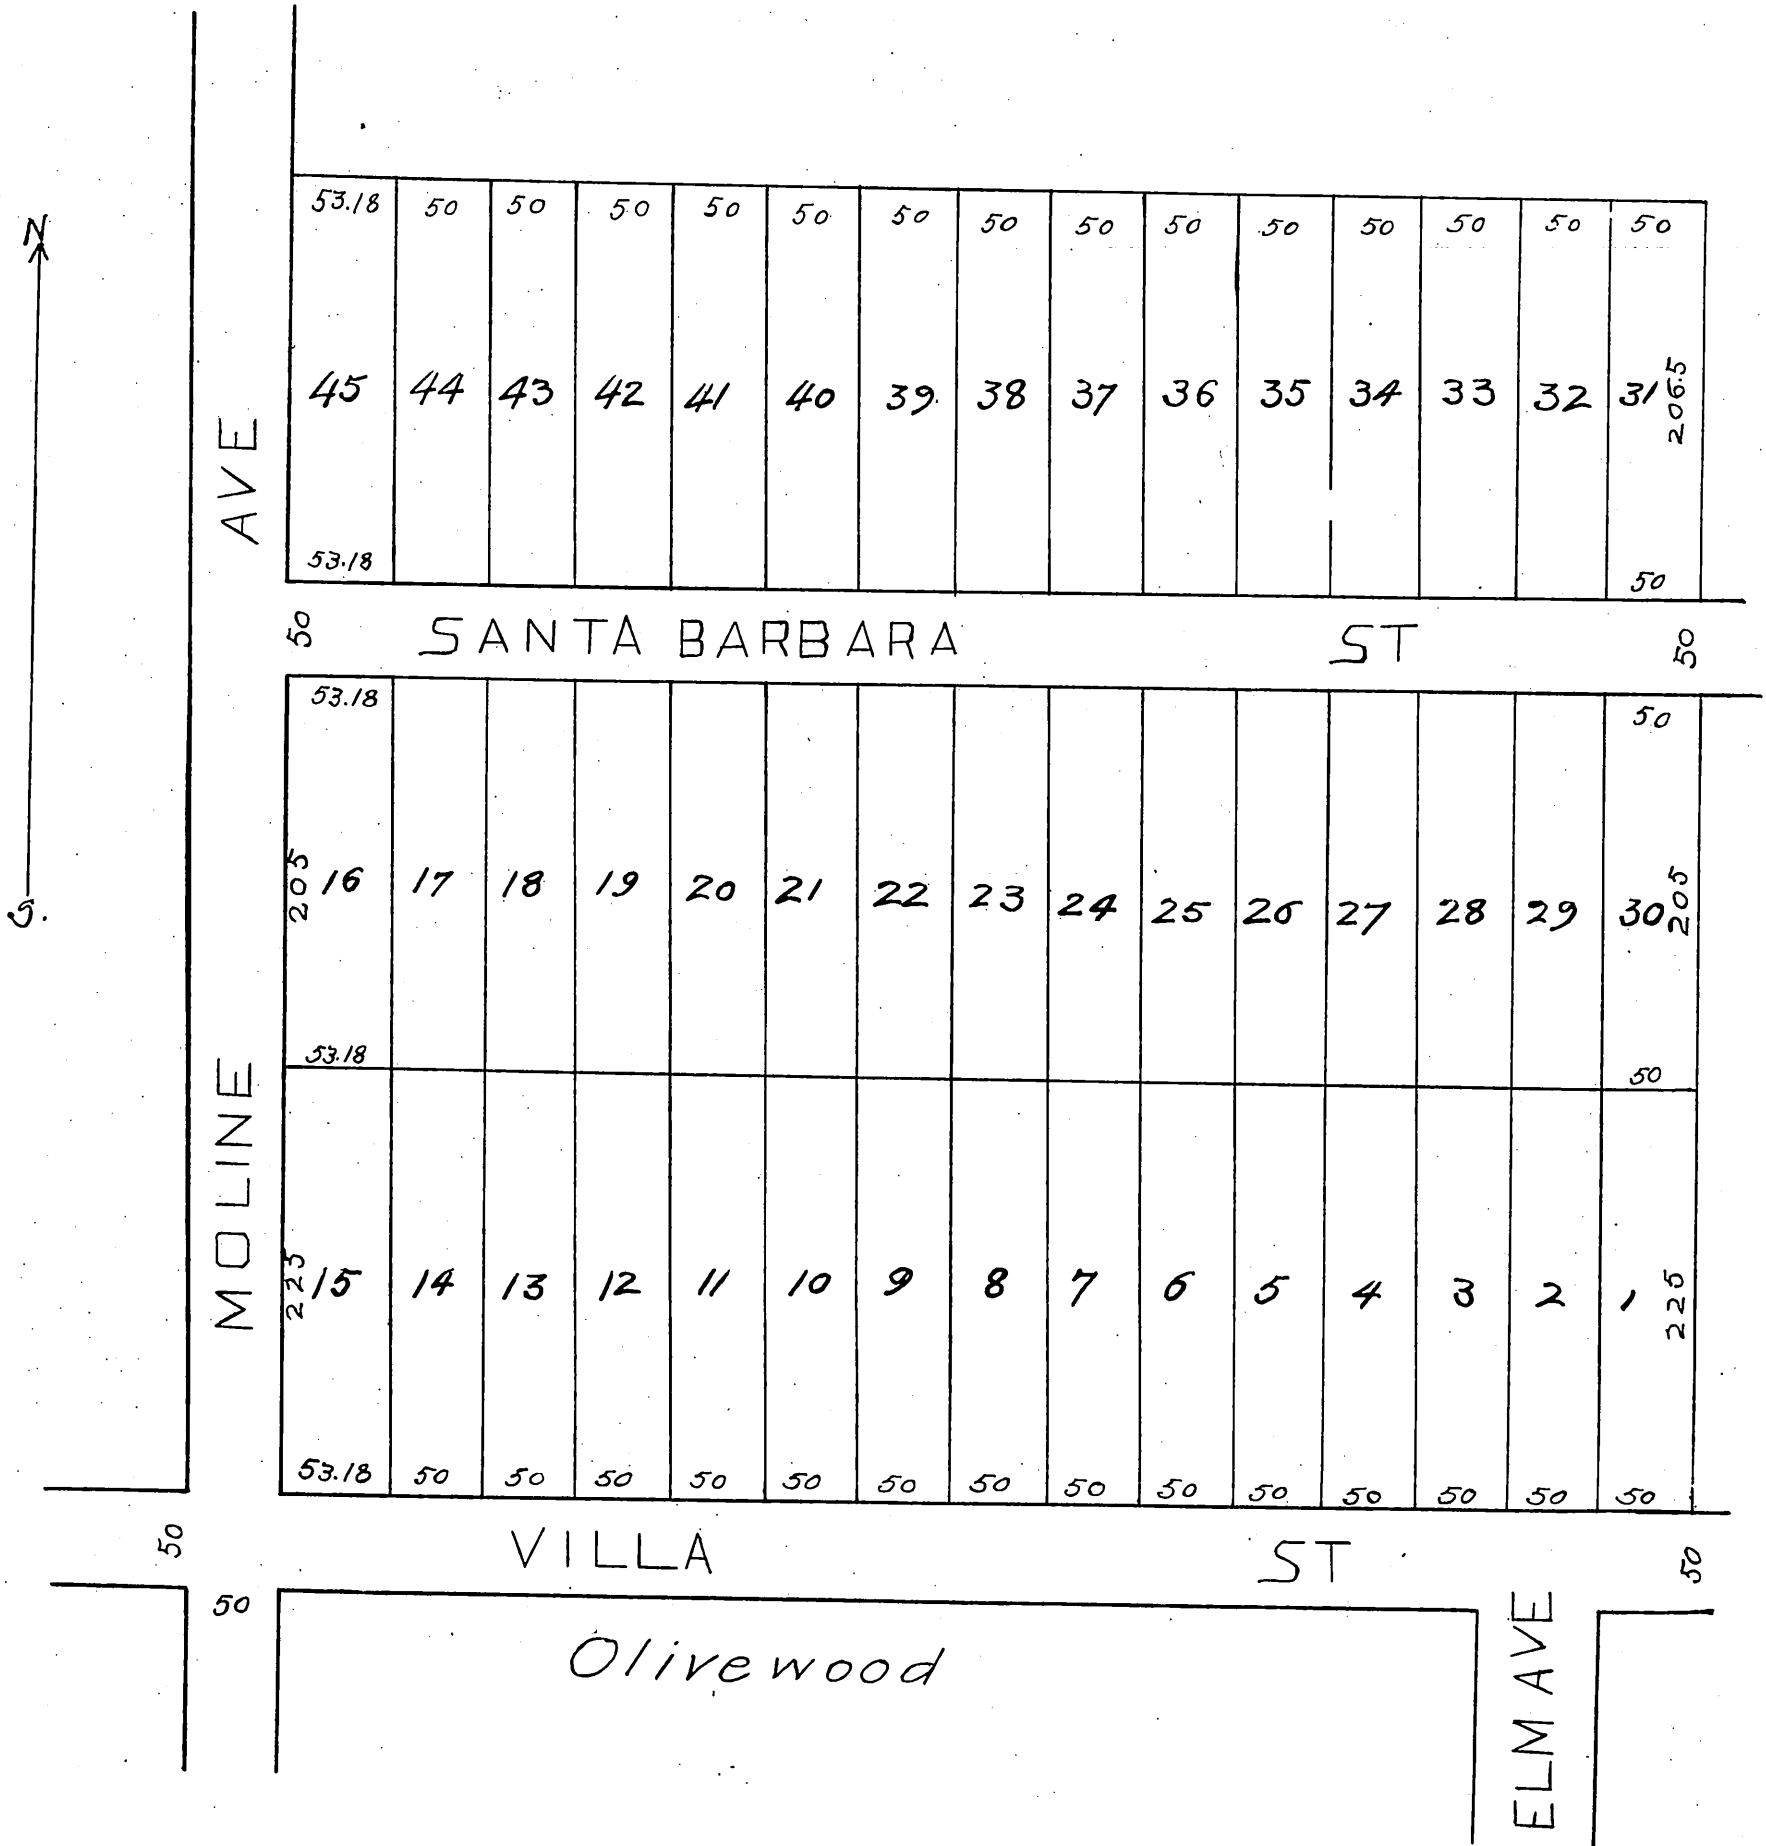 N
S.
53.18 50 50 50 50 50 50 50 50 50 50 50 50 50 50
45 44 43 42 41 40 39 38 37 36 35 34 33 32 31
206.5
AVE
53.18 50
50 SANTA BARBARA ST 50
53.18 50
205 16 17 18 19 20 21 22 23 24 25 26 27 28 29 30 205
53.18 50
MOLINE
225 15 14 13 12 11 10 9 8 7 6 5 4 3 2 1 225
53.18 50 50 50 50 50 50 50 50 50 50 50 50 50 50
50 VILLA ST 50
50
Olivewood
ELM AVE